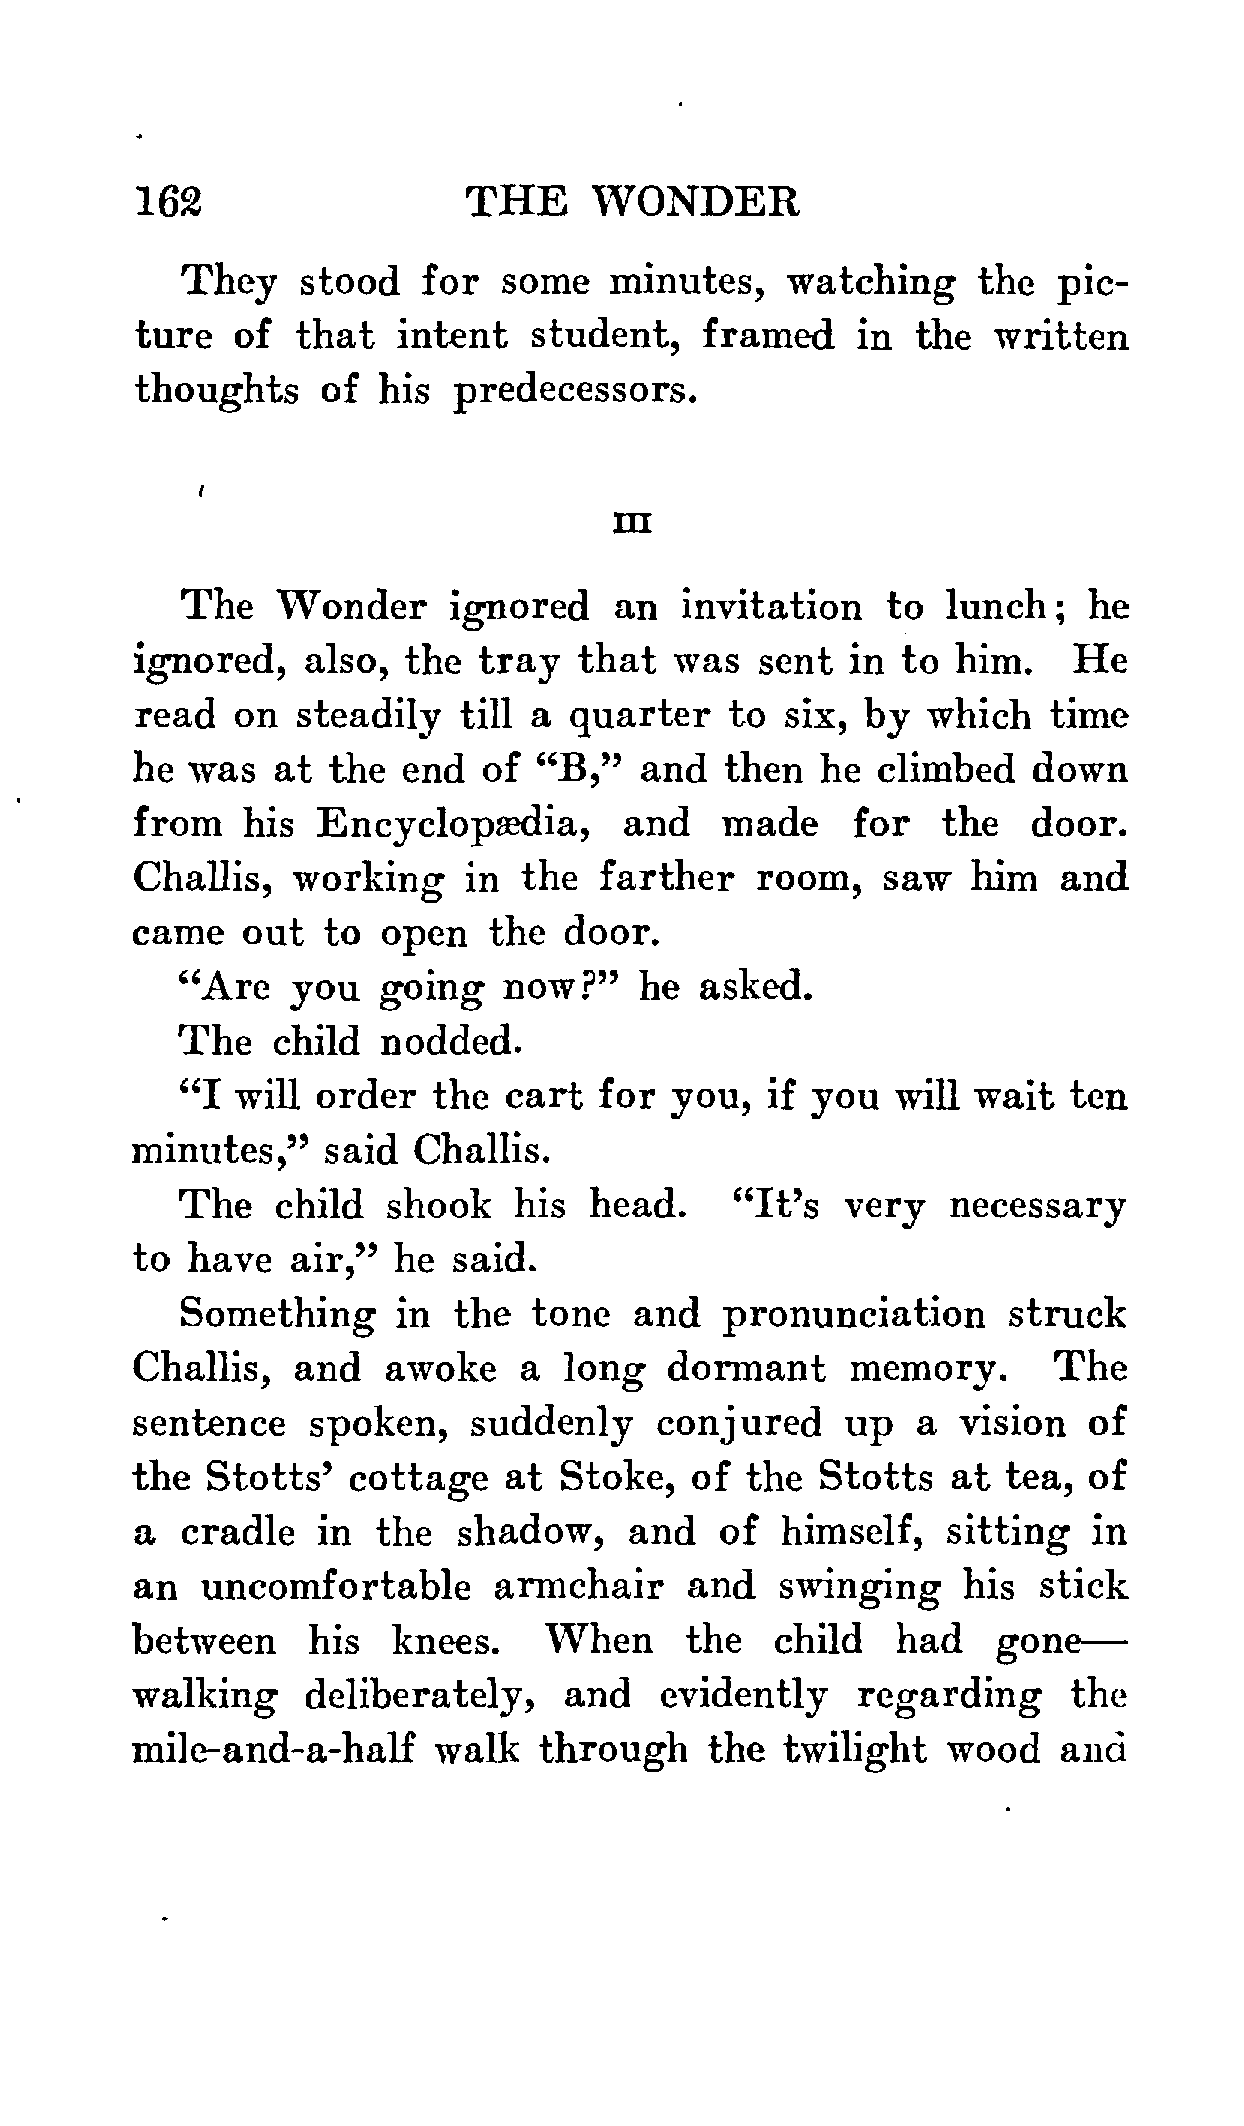 162 THE WONDER
They stood for some minutes, watching the pic-
ture of that intent student, framed in the written
thoughts of his predecessors.
III
The Wonder ignored an invitation to lunch; he
ignored, also, the tray that was sent in to him. He
read on steadily till a quarter to six, by which time
he was at the end of “B,” and then he climbed down
from his Encyclopædia, and made for the door.
Challis, working in the farther room, saw him and
came out to open the door.
“Are you going now?” he asked.
The child nodded.
“I will order the cart for you, if you will wait ten
minutes,” said Challis.
The child shook his head. “It’s very necessary
to have air,” he said.
Something in the tone and pronunciation struck
Challis, and awoke a long dormant memory. The
sentence spoken, suddenly conjured up a vision of
the Stotts’ cottage at Stoke, of the Stotts at tea, of
a cradle in the shadow, and of himself, sitting in
an uncomfortable armchair and swinging his stick
between his knees. When the child had gone—
walking deliberately, and evidently regarding the
mile-and-a-half walk through the twilight wood and